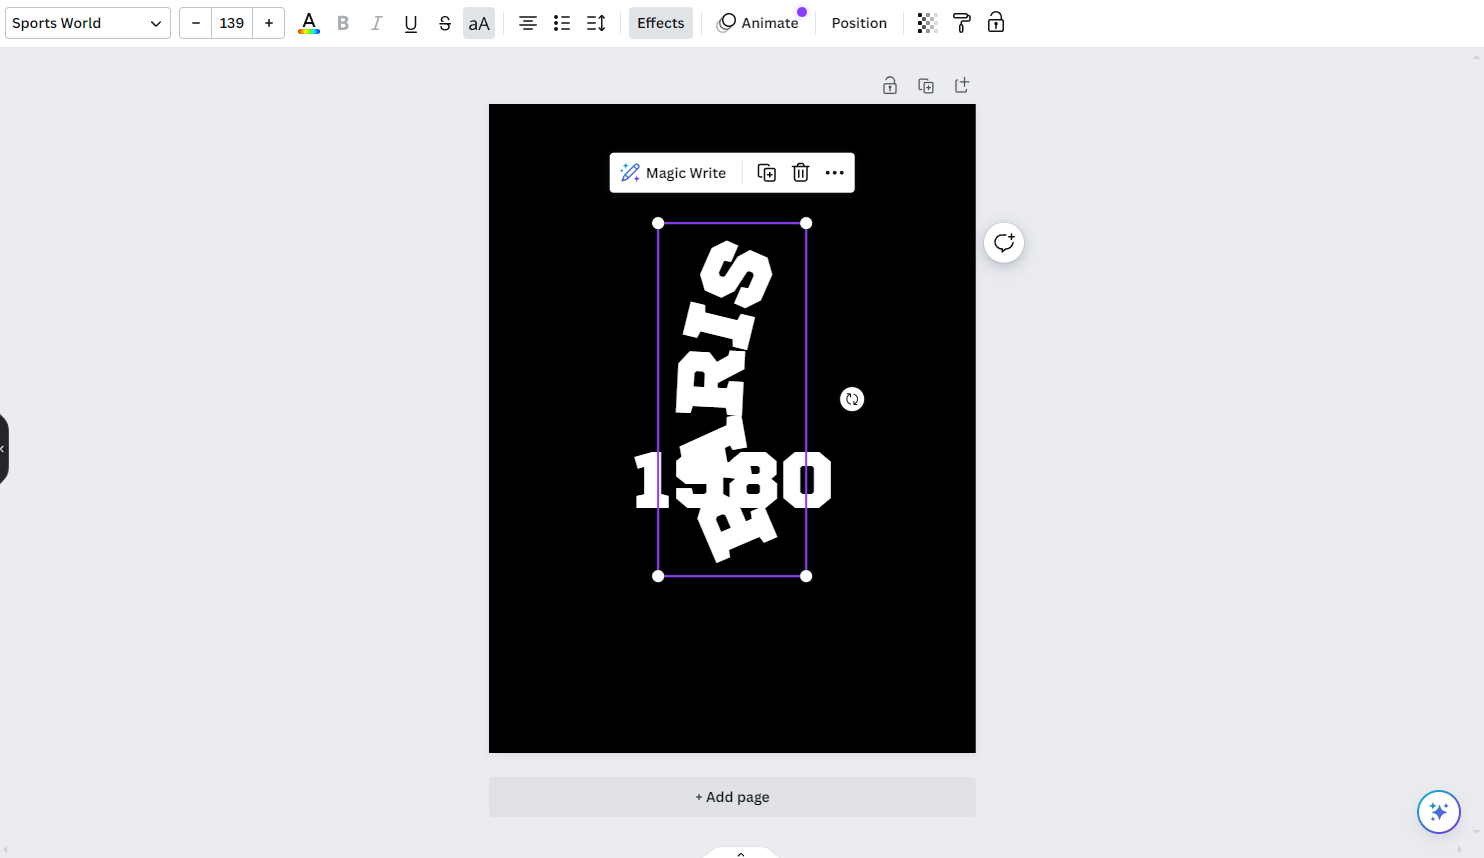 Sports World
139
A
B
I
U
S
aA
Effects
Animate
Position
Magic Write
PARIS
1980
+ Add page